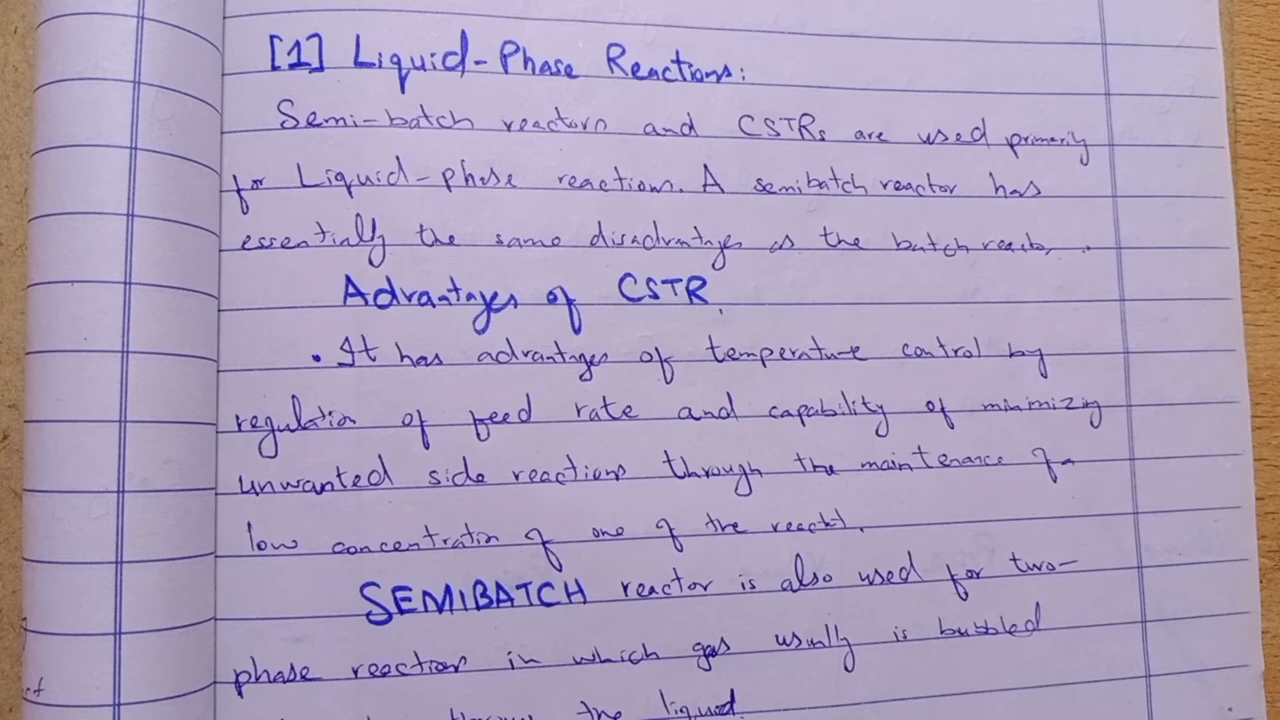 [1] Liquid-Phase Reactions:
Semi-batch reactors and CSTRs are used primarily
for Liquid-phase reactions. A semibatch reactor has
essentially the same disadvantages as the batch reactor.
Advantages of CSTR.
• It has advantages of temperature control by
regulation of feed rate and capability of minimizing
unwanted side reactions through the maintenance of a
low concentration of one of the
SEMIBATCH reactor is also used for two-
phase reactions in which gas usually is bubbled
the liquid